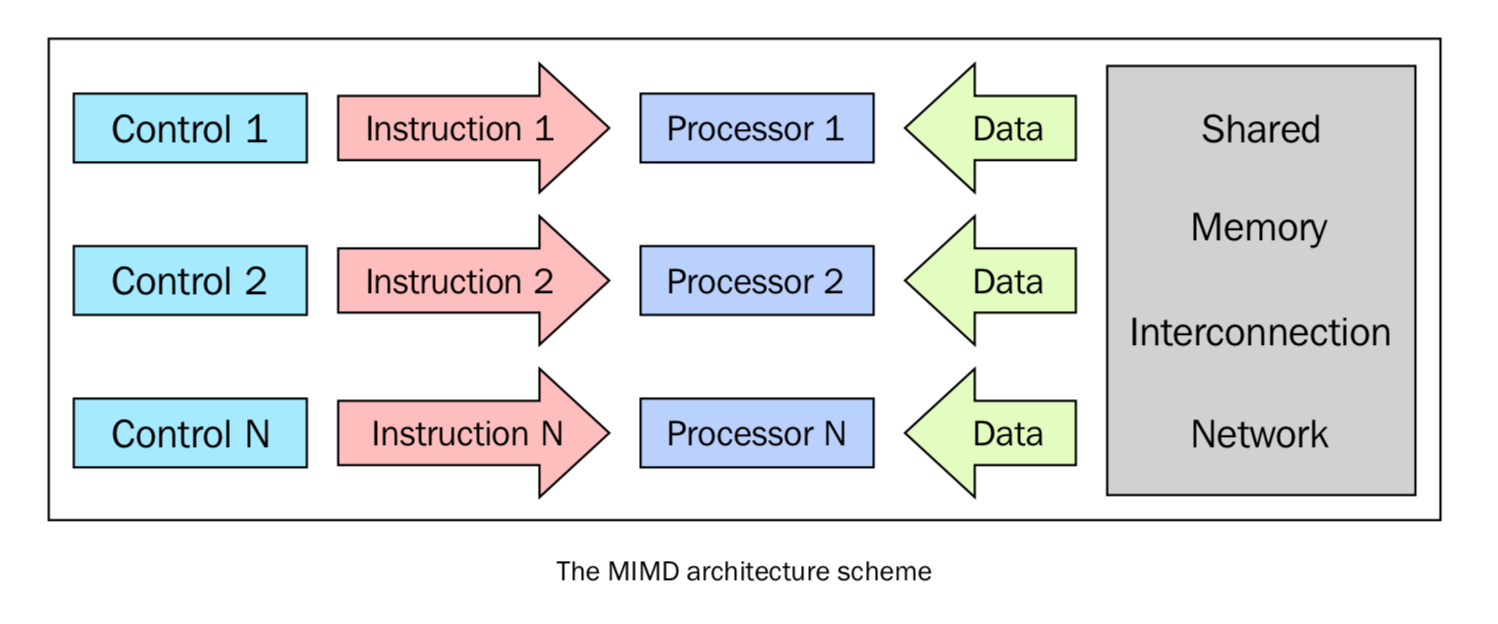 Control 1 Instruction 1 Processor 1 Data Shared
Memory
Control 2 Instruction 2 Processor 2 Data
Interconnection
Control N Instruction N Processor N Data Network
The MIMD architecture scheme